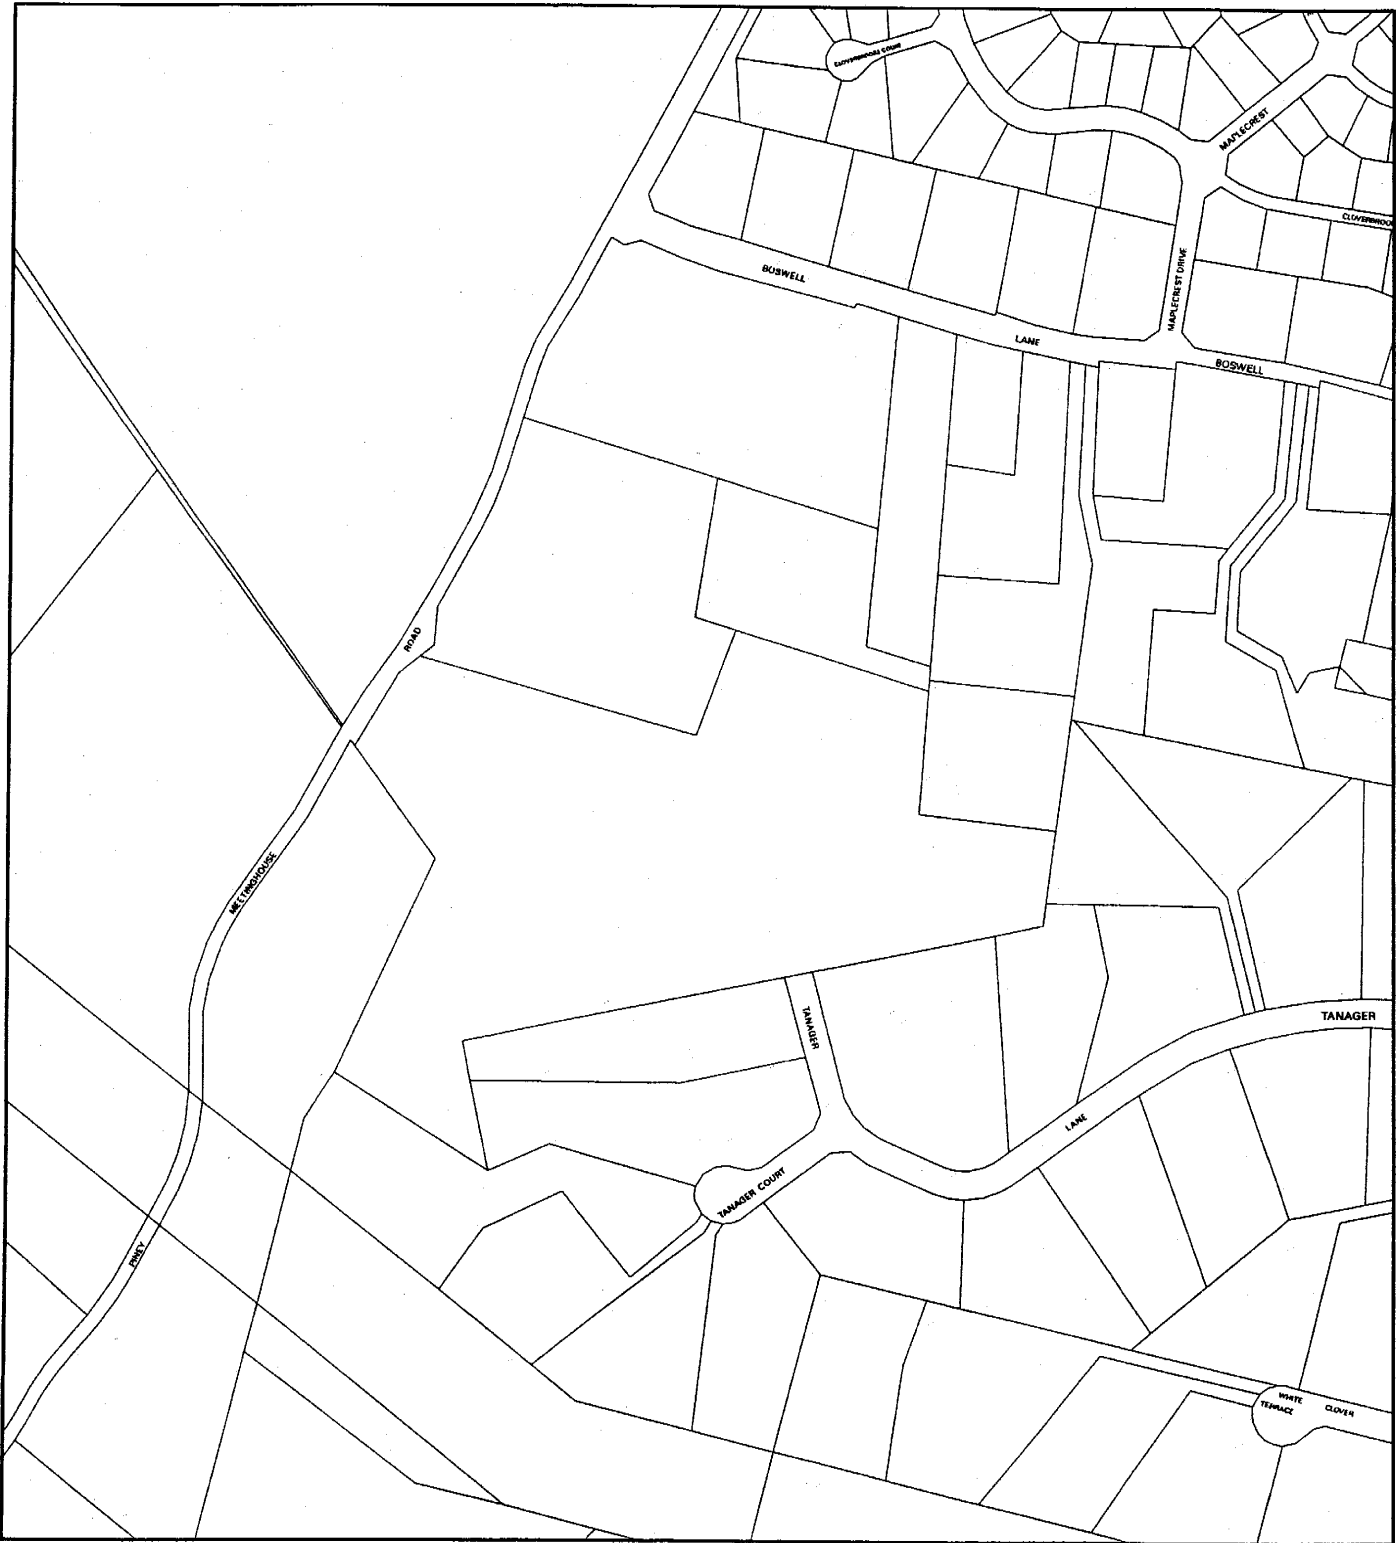 CLOVERBROOK COURT
MAPLECREST
CLOVERBROO
MAPLECREST DRIVE
BOSWELL
LANE
BOSWELL
ROAD
MEETINGHOUSE
TANAGER
TANAGER
LANE
TANAGER COURT
PINEY
WHITE CLOVER
TERRACE